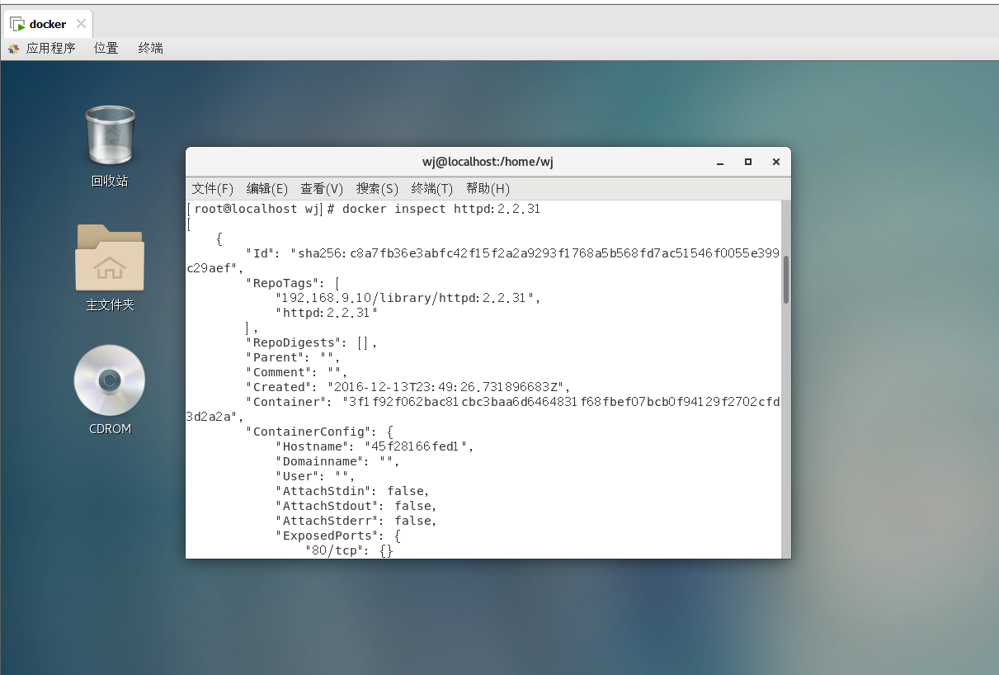 docker
应用程序 位置 终端
回收站
主文件夹
CDROM
wj@localhost:/home/wj
文件(F) 编辑(E) 查看(V) 搜索(S) 终端(T) 帮助(H)
[root@localhost wj]# docker inspect httpd:2.2.31
[
    {
        "Id": "sha256:c8a7fb36e3abfc42f15f2a2a9293f1768a5b568fd7ac51546f0055e399
c29aef",
        "RepoTags": [
            "192.168.9.10/library/httpd:2.2.31",
            "httpd:2.2.31"
        ],
        "RepoDigests": [],
        "Parent": "",
        "Comment": "",
        "Created": "2016-12-13T23:49:26.731896683Z",
        "Container": "3f1f92f062bac81cbc3baa6d6464831f68fbef07bcb0f94129f2702cfd
3d2a2a",
        "ContainerConfig": {
            "Hostname": "45f28166fed1",
            "Domainname": "",
            "User": "",
            "AttachStdin": false,
            "AttachStdout": false,
            "AttachStderr": false,
            "ExposedPorts": {
                "80/tcp": {}